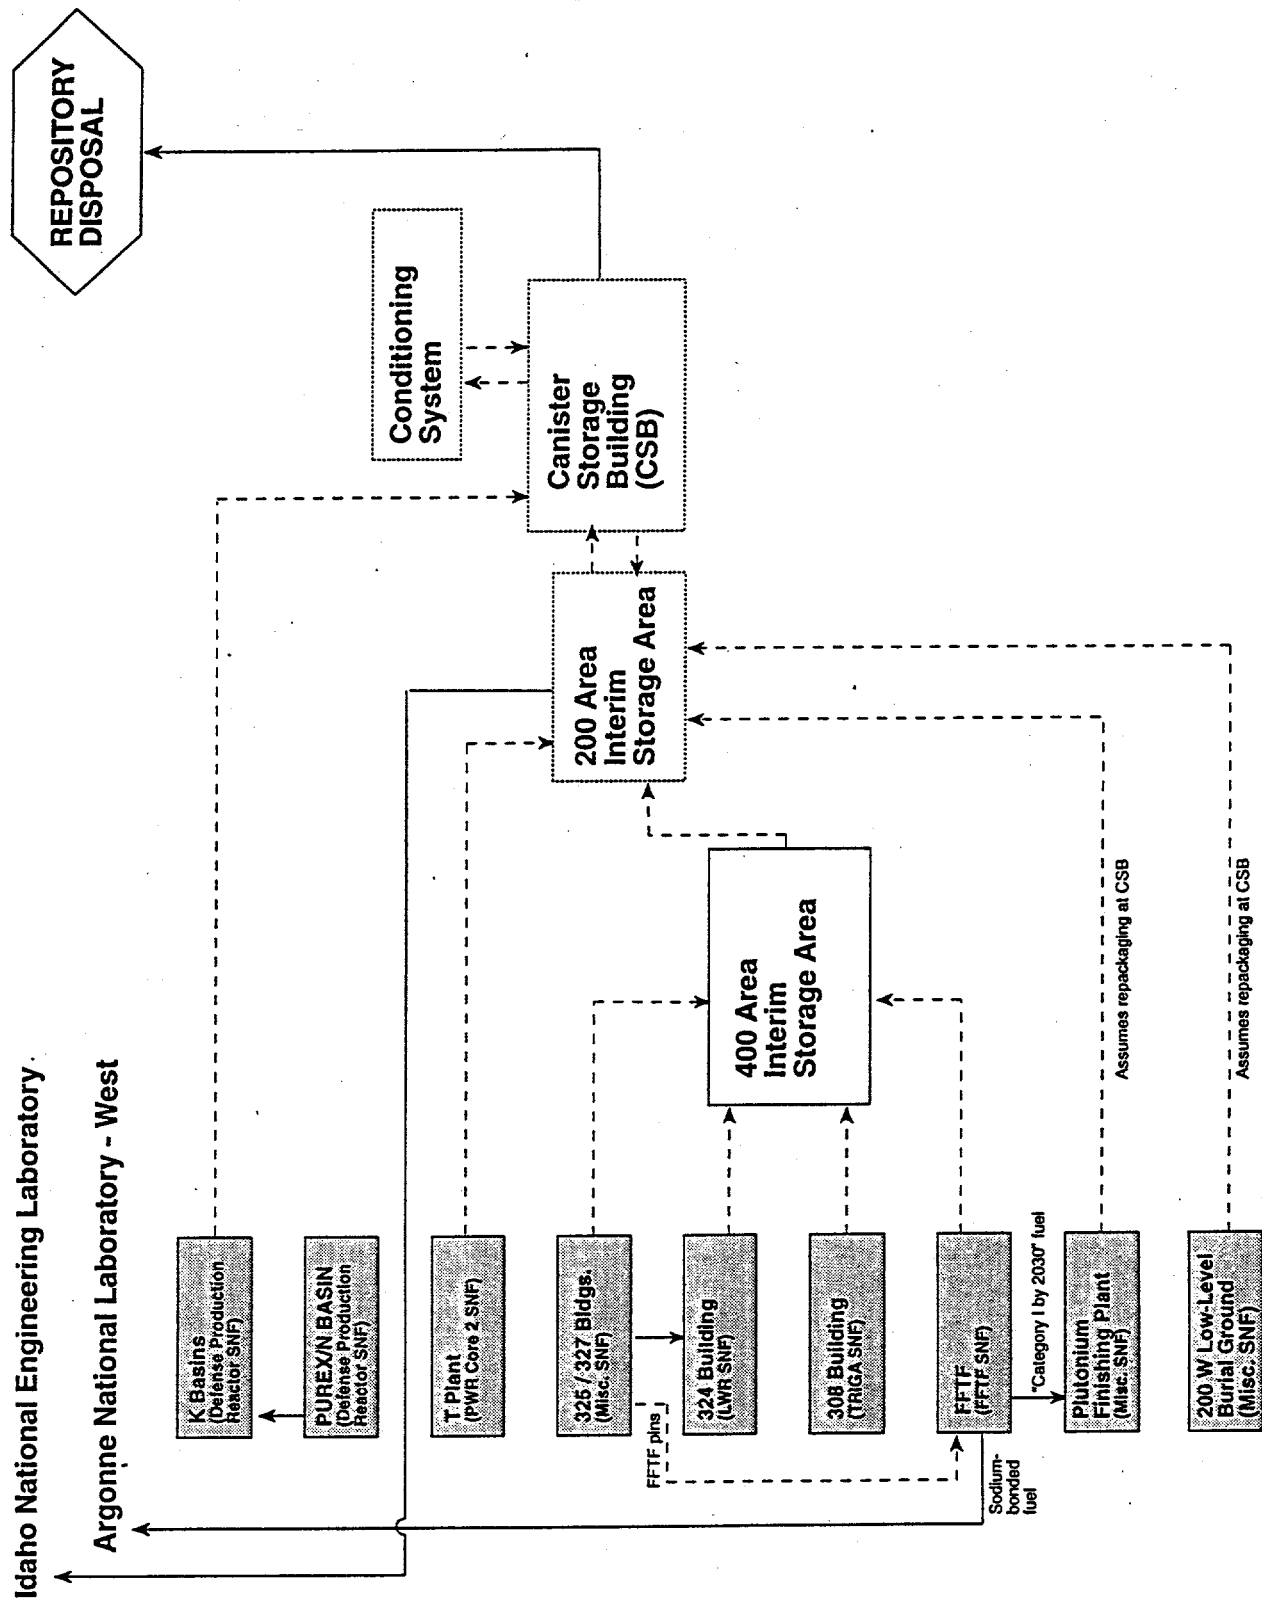 Idaho National Engineering Laboratory
Argonne National Laboratory - West
REPOSITORY
DISPOSAL
K Basins
(Defense Production
Reactor SNF)
PUREX/N BASIN
(Defense Production
Reactor SNF)
T Plant
(PWR Core 2 SNF)
325 / 327 Bldgs.
(Misc. SNF)
FFTF pins
324 Building
(LWR SNF)
308 Building
(TRIGA SNF)
FFTF
(FFTF SNF)
Sodium-
bonded
fuel
"Category I by 2030" fuel
Plutonium
Finishing Plant
(Misc. SNF)
200 W Low-Level
Burial Ground
(Misc. SNF)
400 Area
Interim
Storage Area
Assumes repackaging at CSB
Assumes repackaging at CSB
200 Area
Interim
Storage Area
Conditioning
System
Canister
Storage
Building
(CSB)